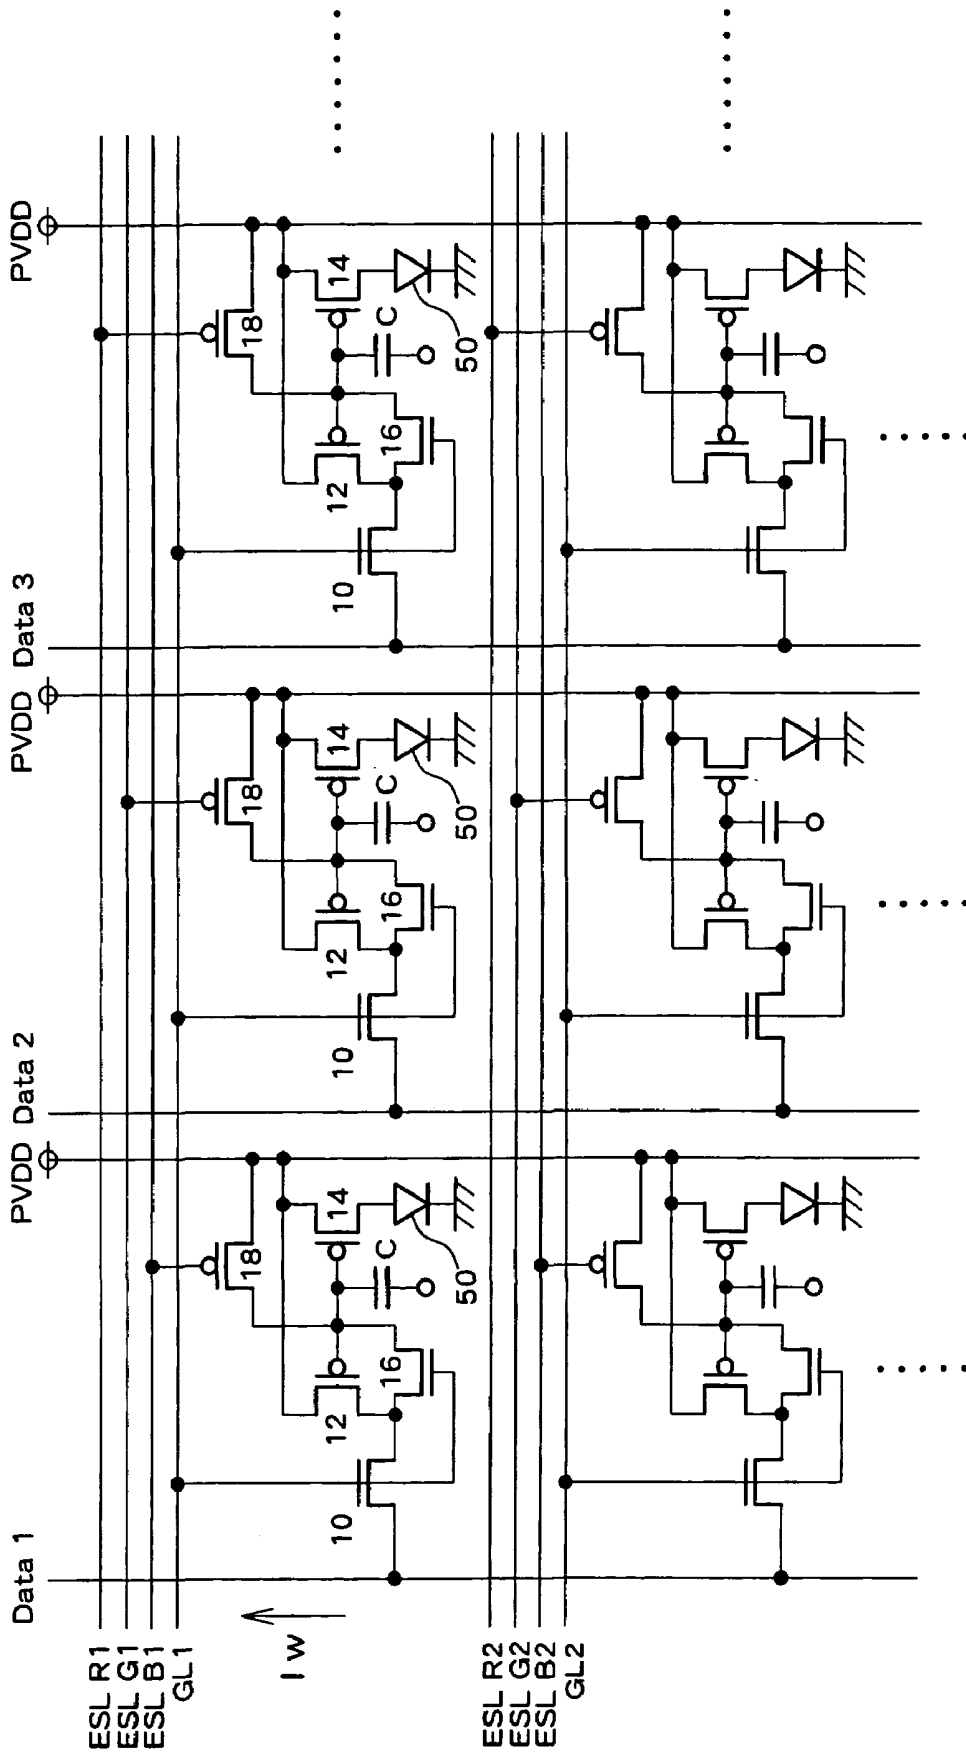 Data 1
PVDD
Data 2
PVDD
Data 3
PVDD
ESL R1
ESL G1
ESL B1
GL1
I W
10
12
16
18
14
C
50
10
12
16
18
14
C
50
10
12
16
18
14
C
50
ESL R2
ESL G2
ESL B2
GL2